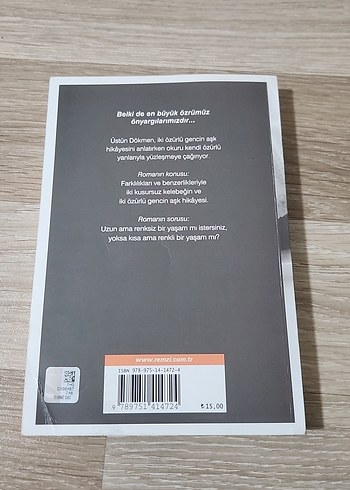 Belki de en büyük özrümüz
önyargılarımızdır...
Üstün Dökmen, iki özürlü gencin aşk
hikâyesini anlatırken okuru kendi özürlü
yanlarıyla yüzleşmeye çağırıyor.
Romanın konusu:
Farklılıkları ve benzerlikleriyle
iki kusursuz kelebeğin ve
iki özürlü gencin aşk hikâyesi.
Romanın sorusu:
Uzun ama renksiz bir yaşam mı istersiniz,
yoksa kısa ama renkli bir yaşam mı?
www.remzi.com.tr
ISBN 978-975-14-1472-4
9 789751 414724
₺ 15,00